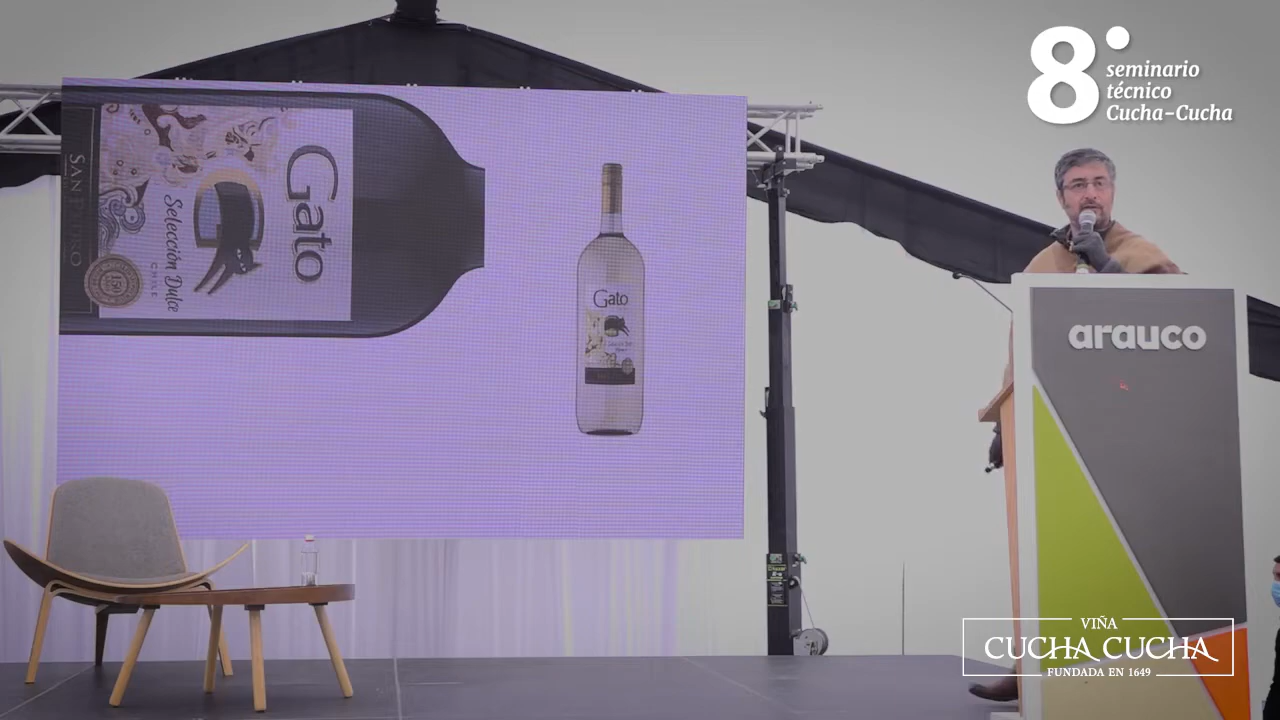 8°
seminario
técnico
Cucha-Cucha
SAN PEDRO
Gato
Selección Dulce
CHILE
Gato
arauco
VIÑA
CUCHA CUCHA
FUNDADA EN 1649